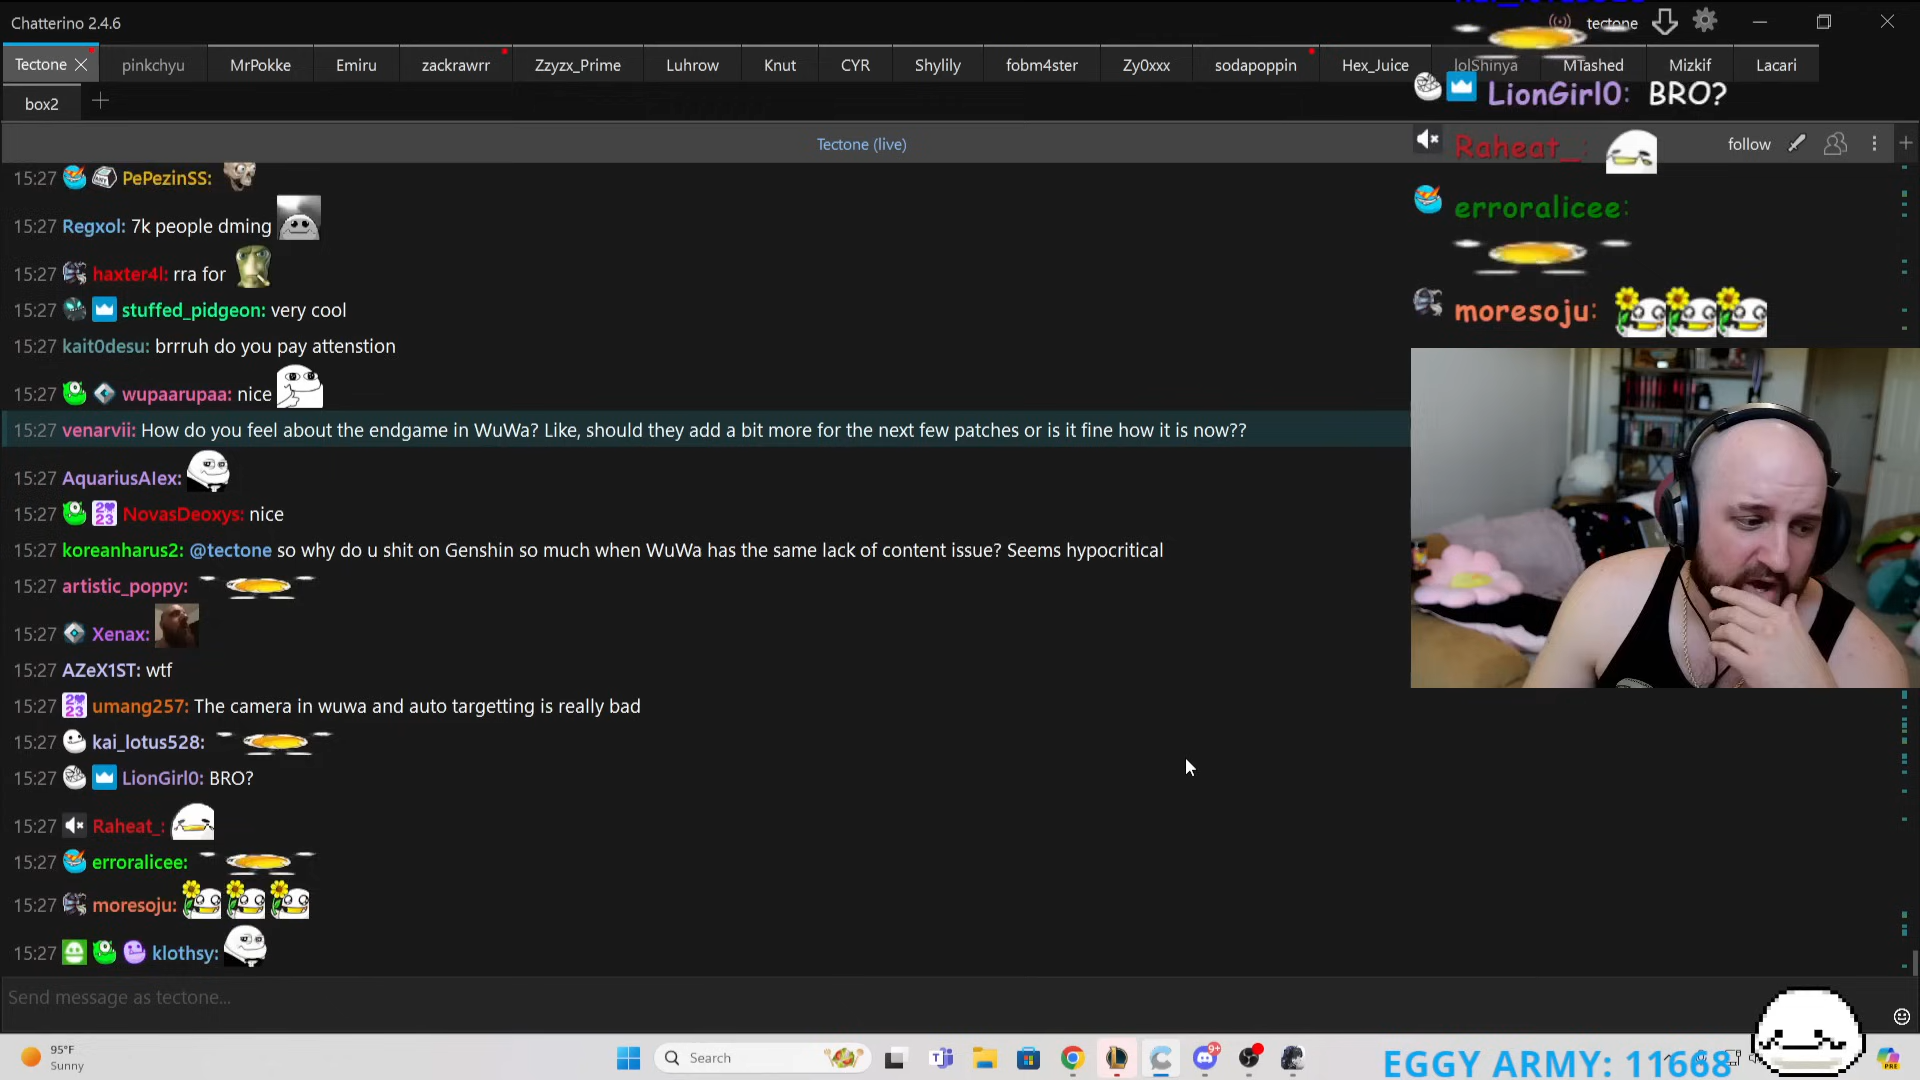 Chatterino 2.4.6
tectone
Tectone
pinkchyu
MrPokke
Emiru
zackrawrr
Zzyzx_Prime
Luhrow
Knut
CYR
Shylily
fobm4ster
Zy0xxx
sodapoppin
Hex_Juice
lolShinya
MTashed
Mizkif
Lacari
box2
Tectone (live)
follow
15:27 PePezinSS:
15:27 Regxol: 7k people dming
15:27 haxter4l: rra for
15:27 stuffed_pidgeon: very cool
15:27 kait0desu: brrruh do you pay attenstion
15:27 wupaarupaa: nice
15:27 venarvii: How do you feel about the endgame in WuWa? Like, should they add a bit more for the next few patches or is it fine how it is now??
15:27 AquariusAlex:
15:27 2 23 NovasDeoxys: nice
15:27 koreanharus2: @tectone so why do u shit on Genshin so much when WuWa has the same lack of content issue? Seems hypocritical
15:27 artistic_poppy:
15:27 Xenax:
15:27 AZeX1ST: wtf
15:27 2 23 umang257: The camera in wuwa and auto targetting is really bad
15:27 kai_lotus528:
15:27 LionGirl0: BRO?
15:27 Raheat_:
15:27 erroralicee:
15:27 moresoju:
15:27 klothsy:
Send message as tectone...
LionGirl0: BRO?
Raheat_:
erroralicee:
moresoju:
95°F
Sunny
Search
9+
EGGY ARMY: 11668
PRE